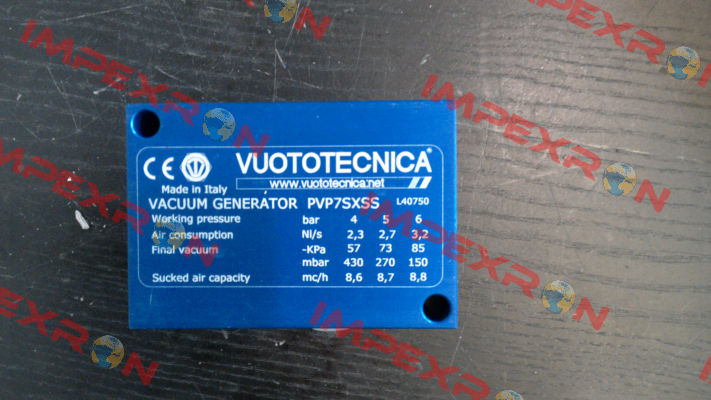 CE VUOTOTECNICA®
Made in Italy www.vuototecnica.net
VACUUM GENERATOR PVP7SXSS L40750
Working pressure bar 4 5 6
Air consumption Nl/s 2,3 2,7 3,2
Final vacuum -KPa 57 73 85
mbar 430 270 150
Sucked air capacity mc/h 8,6 8,7 8,8
IMPEXRON
IMPEXRON
IMPEXRON
IMPEXRON
IMPEXRON
IMPEXRON